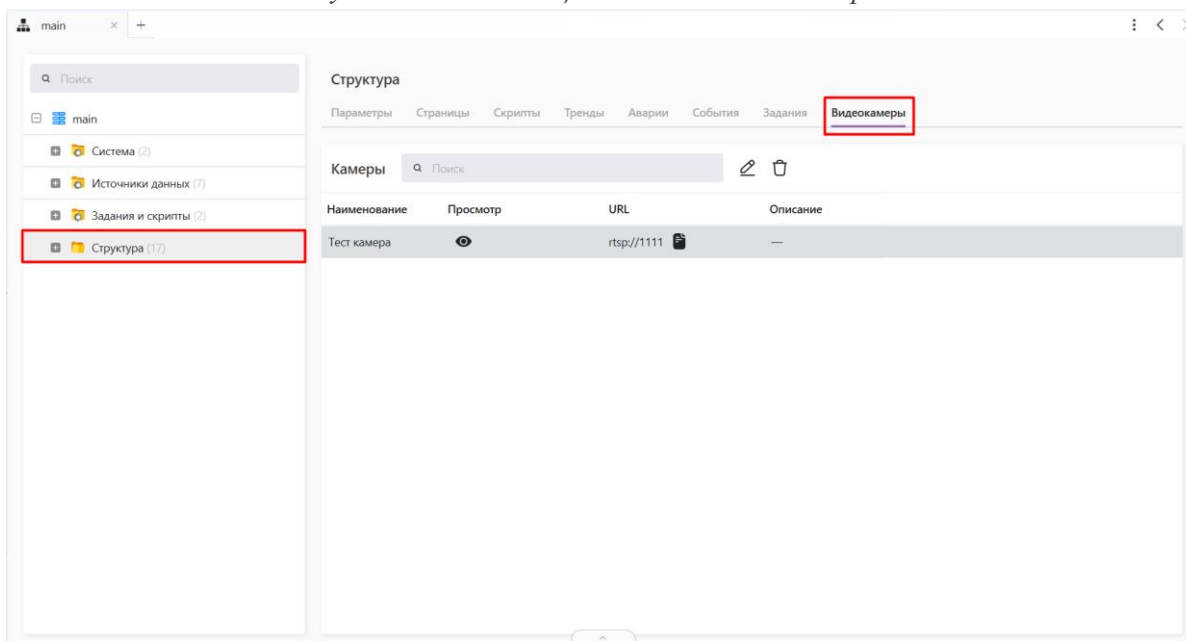 main × +
Поиск
main
Система (2)
Источники данных (7)
Задания и скрипты (2)
Структура (17)
Структура
Параметры Страницы Скрипты Тренды Аварии События Задания Видеокамеры
Камеры Поиск
Наименование Просмотр URL Описание
Тест камера rtsp://1111 —